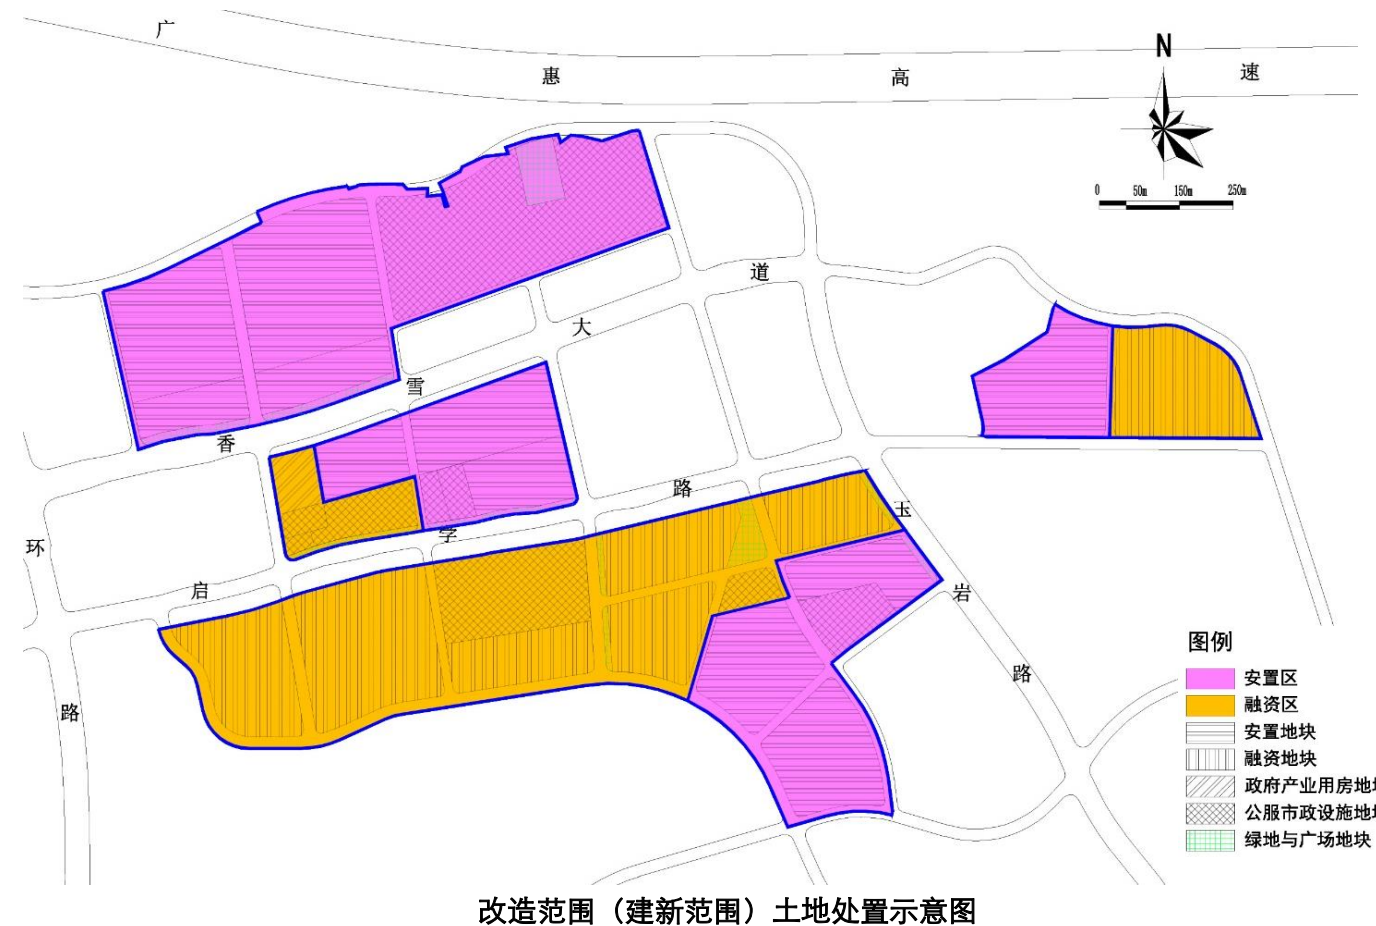 广惠高速
N
0 50m 150m 250m
香雪大道
启学路
环路
玉岩路
图例
安置区
融资区
安置地块
融资地块
政府产业用房地块
公服市政设施地块
绿地与广场地块
改造范围（建新范围）土地处置示意图